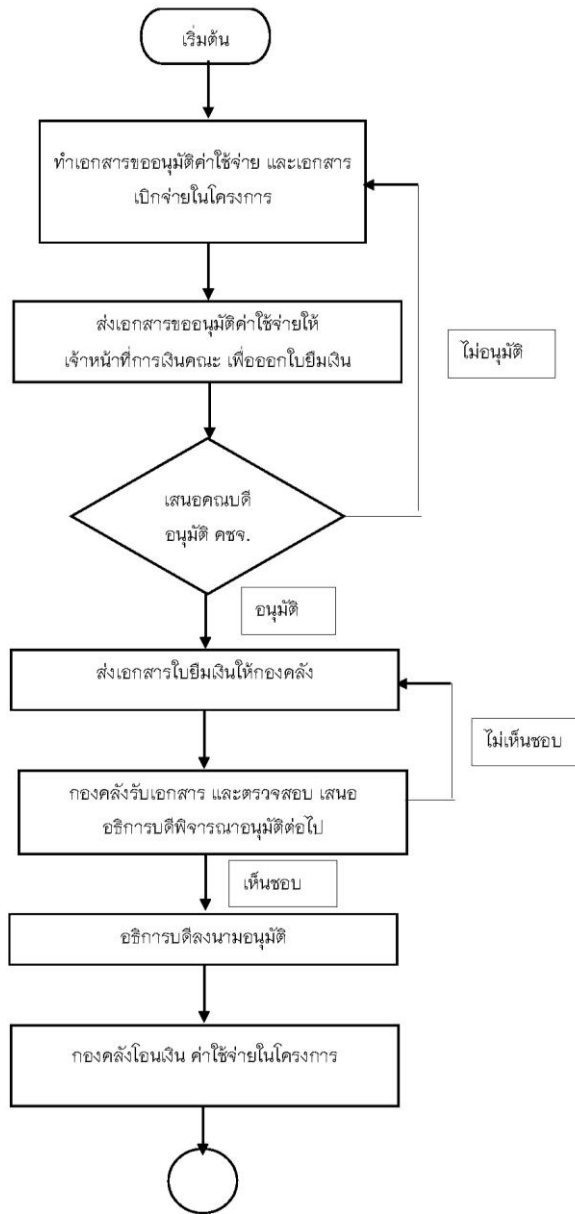 เริ่มต้น
ทำเอกสารขออนุมัติค่าใช้จ่าย และเอกสาร
เบิกจ่ายในโครงการ
ส่งเอกสารขออนุมัติค่าใช้จ่ายให้
เจ้าหน้าที่การเงินคณะ เพื่อออกใบยืมเงิน
ไม่อนุมัติ
เสนอคณบดี
อนุมัติ คชจ.
อนุมัติ
ส่งเอกสารใบยืมเงินให้กองคลัง
ไม่เห็นชอบ
กองคลังรับเอกสาร และตรวจสอบ เสนอ
อธิการบดีพิจารณาอนุมัติต่อไป
เห็นชอบ
อธิการบดีลงนามอนุมัติ
กองคลังโอนเงิน ค่าใช้จ่ายในโครงการ